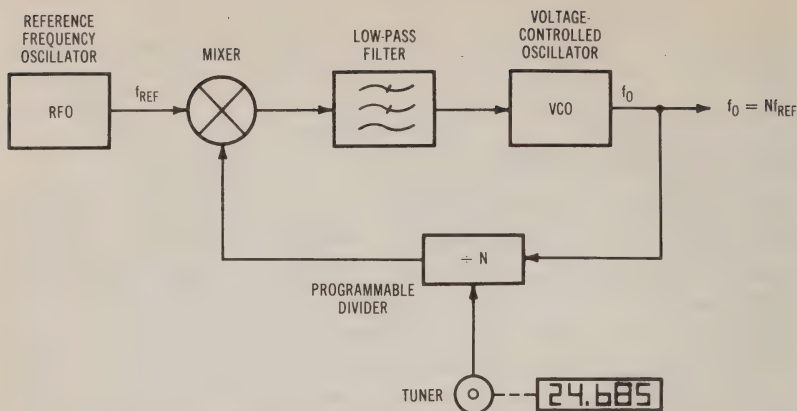 REFERENCE
FREQUENCY
OSCILLATOR
MIXER
LOW-PASS
FILTER
VOLTAGE-
CONTROLLED
OSCILLATOR
RFO
fREF
VCO
f0
f0 = NfREF
÷ N
PROGRAMMABLE
DIVIDER
TUNER
24.685